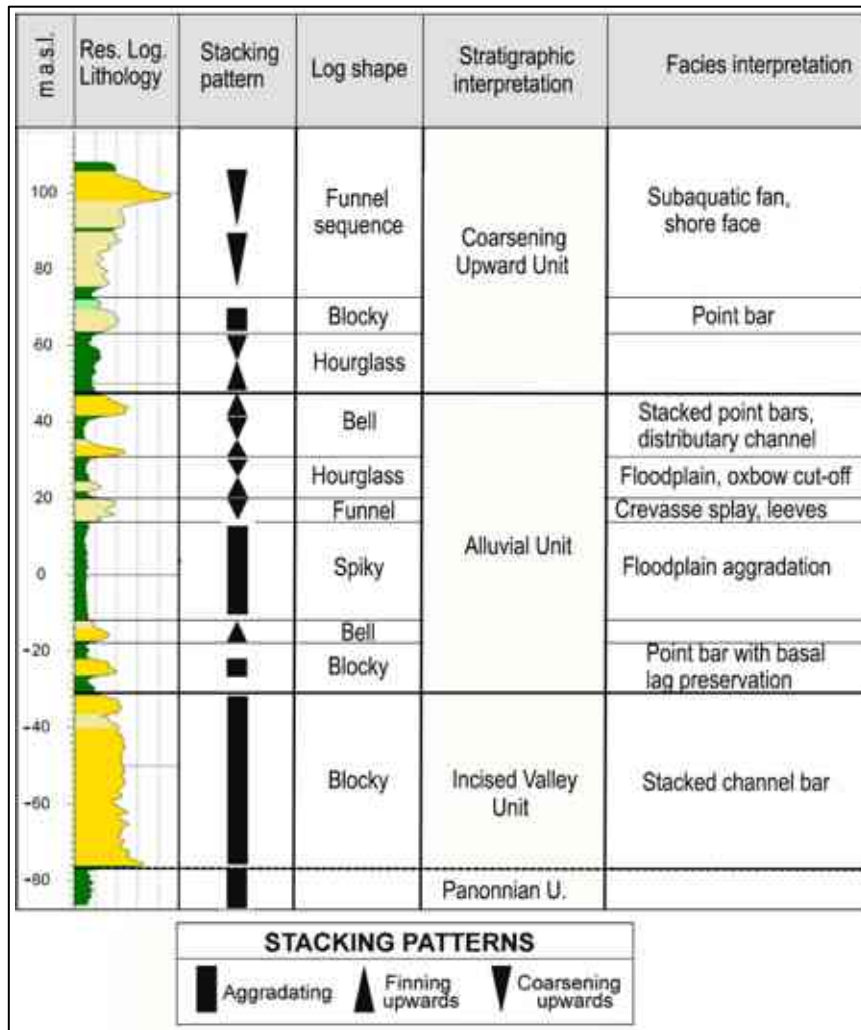 m a.s.l.
Res. Log.
Lithology
Stacking
pattern
Log shape
Stratigraphic
interpretation
Facies interpretation
100
80
60
40
20
0
-20
-40
-60
-80
Funnel
sequence
Coarsening
Upward Unit
Subaquatic fan,
shore face
Blocky
Point bar
Hourglass
Bell
Stacked point bars,
distributary channel
Hourglass
Floodplain, oxbow cut-off
Funnel
Crevasse splay, leeves
Alluvial Unit
Spiky
Floodplain aggradation
Bell
Blocky
Point bar with basal
lag preservation
Blocky
Incised Valley
Unit
Stacked channel bar
Panonnian U.
STACKING PATTERNS
Aggradating
Finning
upwards
Coarsening
upwards